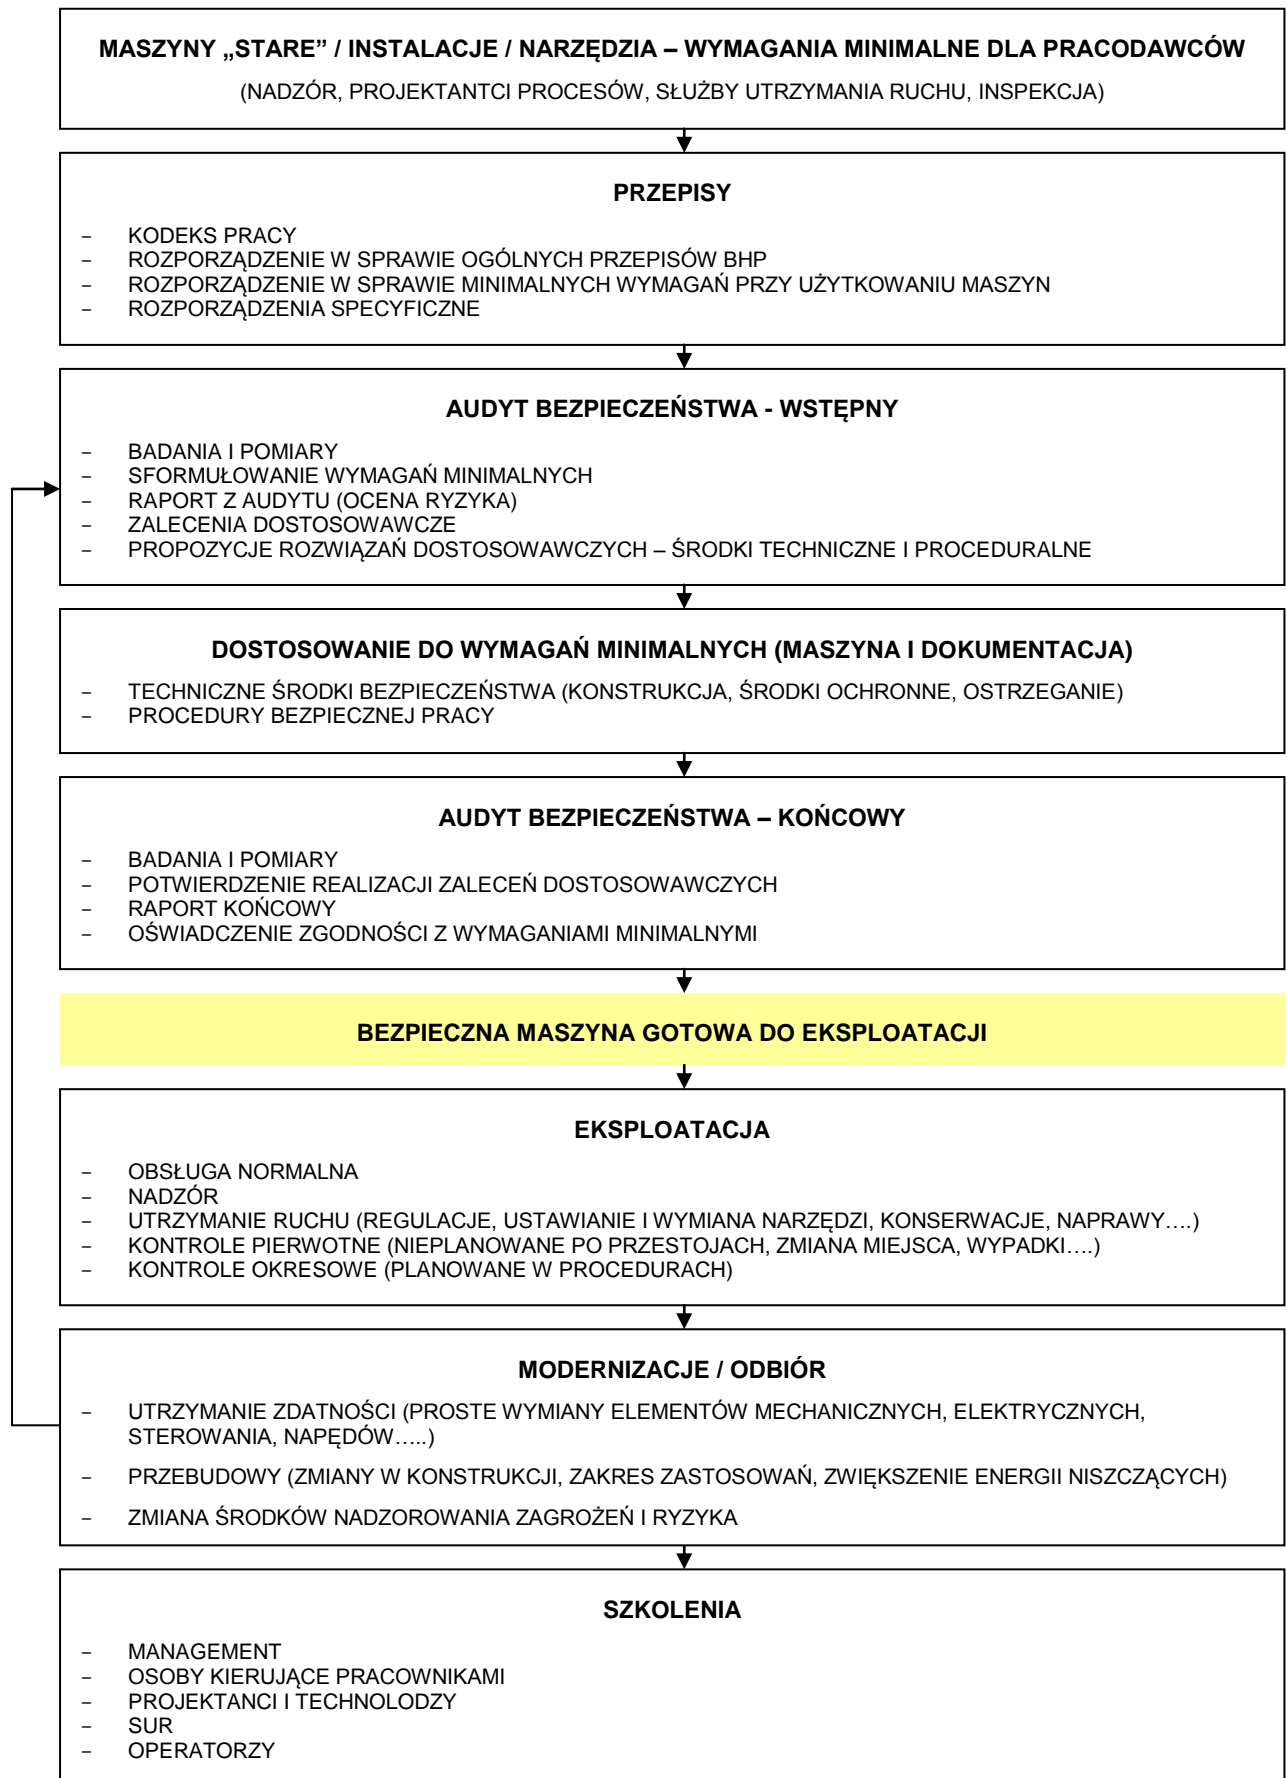 MASZYNY „STARE” / INSTALACJE / NARZĘDZIA – WYMAGANIA MINIMALNE DLA PRACODAWCÓW
(NADZÓR, PROJEKTANTCI PROCESÓW, SŁUŻBY UTRZYMANIA RUCHU, INSPEKCJA)
PRZEPISY
- KODEKS PRACY
- ROZPORZĄDZENIE W SPRAWIE OGÓLNYCH PRZEPISÓW BHP
- ROZPORZĄDZENIE W SPRAWIE MINIMALNYCH WYMAGAŃ PRZY UŻYTKOWANIU MASZYN
- ROZPORZĄDZENIA SPECYFICZNE
AUDYT BEZPIECZEŃSTWA - WSTĘPNY
- BADANIA I POMIARY
- SFORMUŁOWANIE WYMAGAŃ MINIMALNYCH
- RAPORT Z AUDYTU (OCENA RYZYKA)
- ZALECENIA DOSTOSOWAWCZE
- PROPOZYCJE ROZWIĄZAŃ DOSTOSOWAWCZYCH – ŚRODKI TECHNICZNE I PROCEDURALNE
DOSTOSOWANIE DO WYMAGAŃ MINIMALNYCH (MASZYNA I DOKUMENTACJA)
- TECHNICZNE ŚRODKI BEZPIECZEŃSTWA (KONSTRUKCJA, ŚRODKI OCHRONNE, OSTRZEGANIE)
- PROCEDURY BEZPIECZNEJ PRACY
AUDYT BEZPIECZEŃSTWA – KOŃCOWY
- BADANIA I POMIARY
- POTWIERDZENIE REALIZACJI ZALECEŃ DOSTOSOWAWCZYCH
- RAPORT KOŃCOWY
- OŚWIADCZENIE ZGODNOŚCI Z WYMAGANIAMI MINIMALNYMI
BEZPIECZNA MASZYNA GOTOWA DO EKSPLOATACJI
EKSPLOATACJA
- OBSŁUGA NORMALNA
- NADZÓR
- UTRZYMANIE RUCHU (REGULACJE, USTAWIANIE I WYMIANA NARZĘDZI, KONSERWACJE, NAPRAWY….)
- KONTROLE PIERWOTNE (NIEPLANOWANE PO PRZESTOJACH, ZMIANA MIEJSCA, WYPADKI….)
- KONTROLE OKRESOWE (PLANOWANE W PROCEDURACH)
MODERNIZACJE / ODBIÓR
- UTRZYMANIE ZDATNOŚCI (PROSTE WYMIANY ELEMENTÓW MECHANICZNYCH, ELEKTRYCZNYCH,
STEROWANIA, NAPĘDÓW…..)
- PRZEBUDOWY (ZMIANY W KONSTRUKCJI, ZAKRES ZASTOSOWAŃ, ZWIĘKSZENIE ENERGII NISZCZĄCYCH)
- ZMIANA ŚRODKÓW NADZOROWANIA ZAGROŻEŃ I RYZYKA
SZKOLENIA
- MANAGEMENT
- OSOBY KIERUJĄCE PRACOWNIKAMI
- PROJEKTANCI I TECHNOLODZY
- SUR
- OPERATORZY